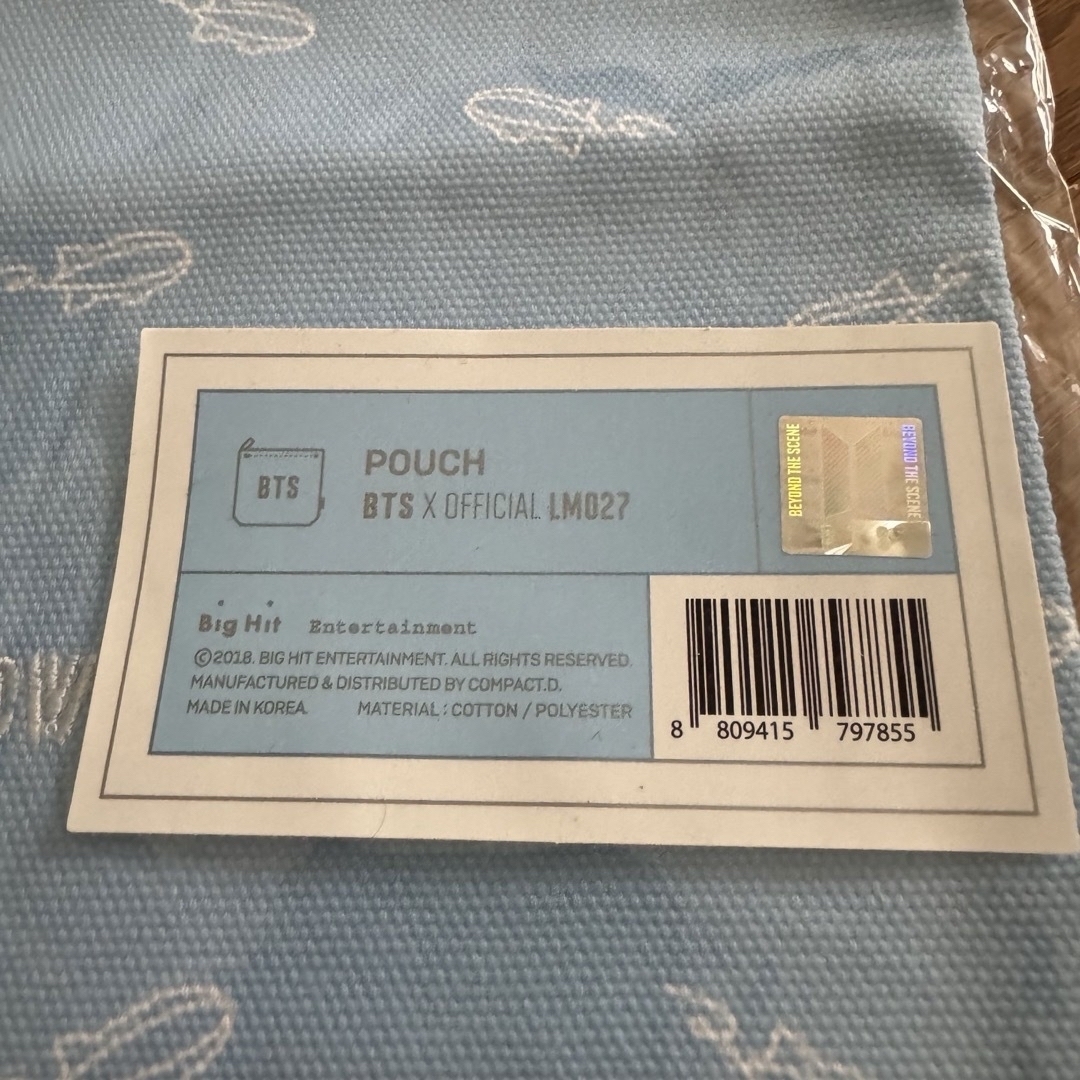 BTS
POUCH
BTS X OFFICIAL LM027
BEYOND THE SCENE
BEYOND THE SCENE
Big Hit Entertainment
©2018. BIG HIT ENTERTAINMENT. ALL RIGHTS RESERVED.
MANUFACTURED & DISTRIBUTED BY COMPACT.D.
MADE IN KOREA. MATERIAL : COTTON / POLYESTER
8 809415 797855